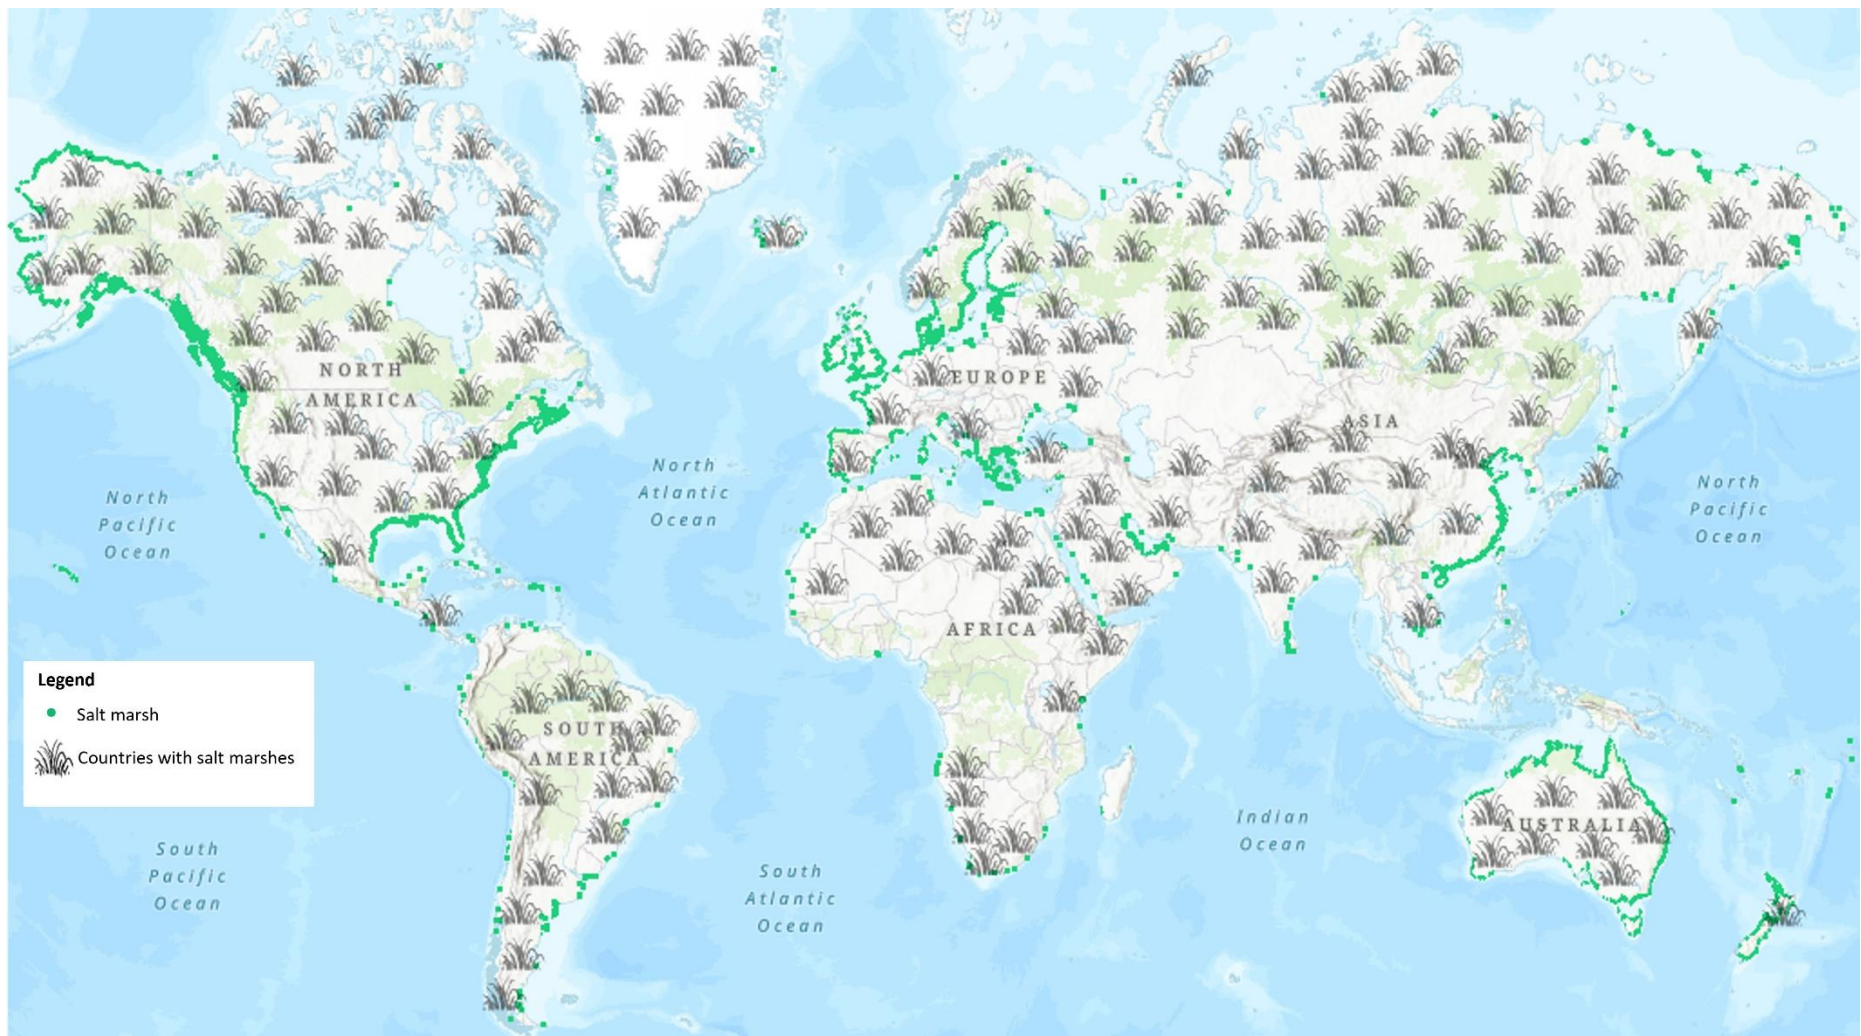 NORTH
AMERICA
EUROPE
ASIA
North
Atlantic
Ocean
North
Pacific
Ocean
North
Pacific
Ocean
AFRICA
Legend
Salt marsh
Countries with salt marshes
SOUTH
AMERICA
Indian
Ocean
AUSTRALIA
South
Pacific
Ocean
South
Atlantic
Ocean